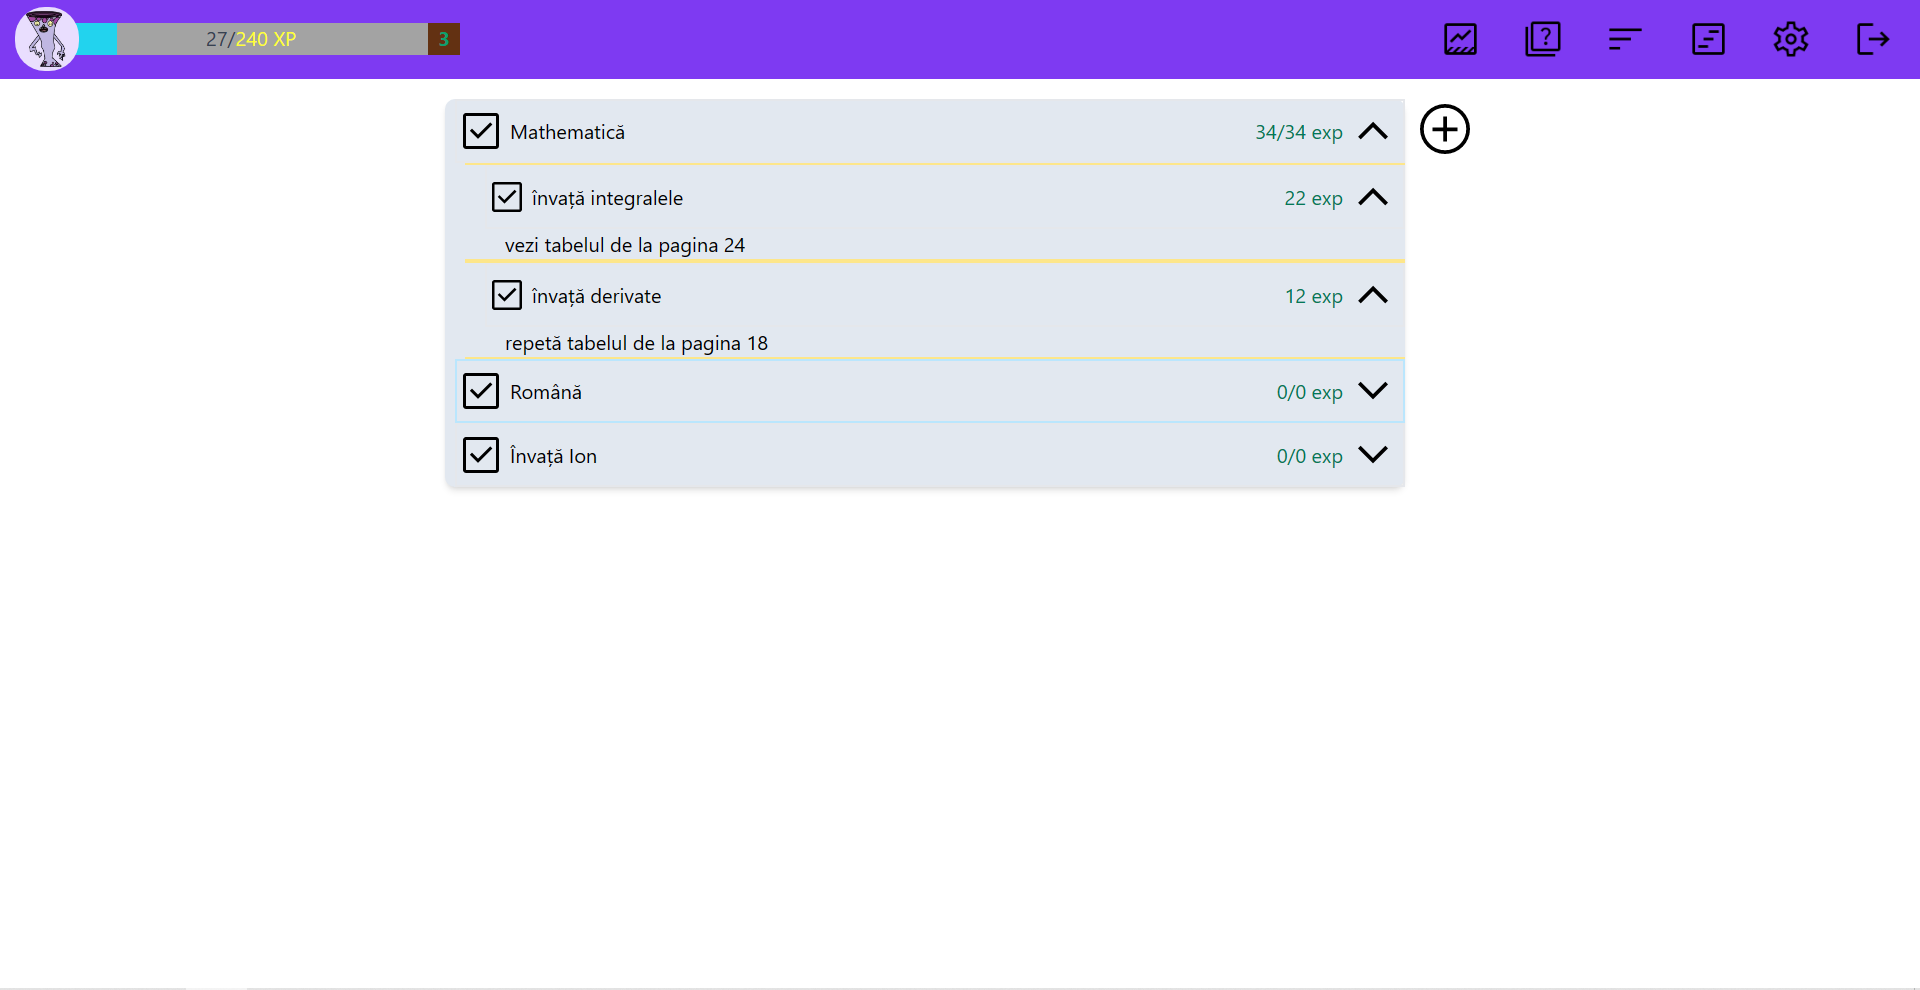 27/240 XP 3
Mathematică 34/34 exp
învață integralele 22 exp
vezi tabelul de la pagina 24
învață derivate 12 exp
repetă tabelul de la pagina 18
Română 0/0 exp
Învață Ion 0/0 exp